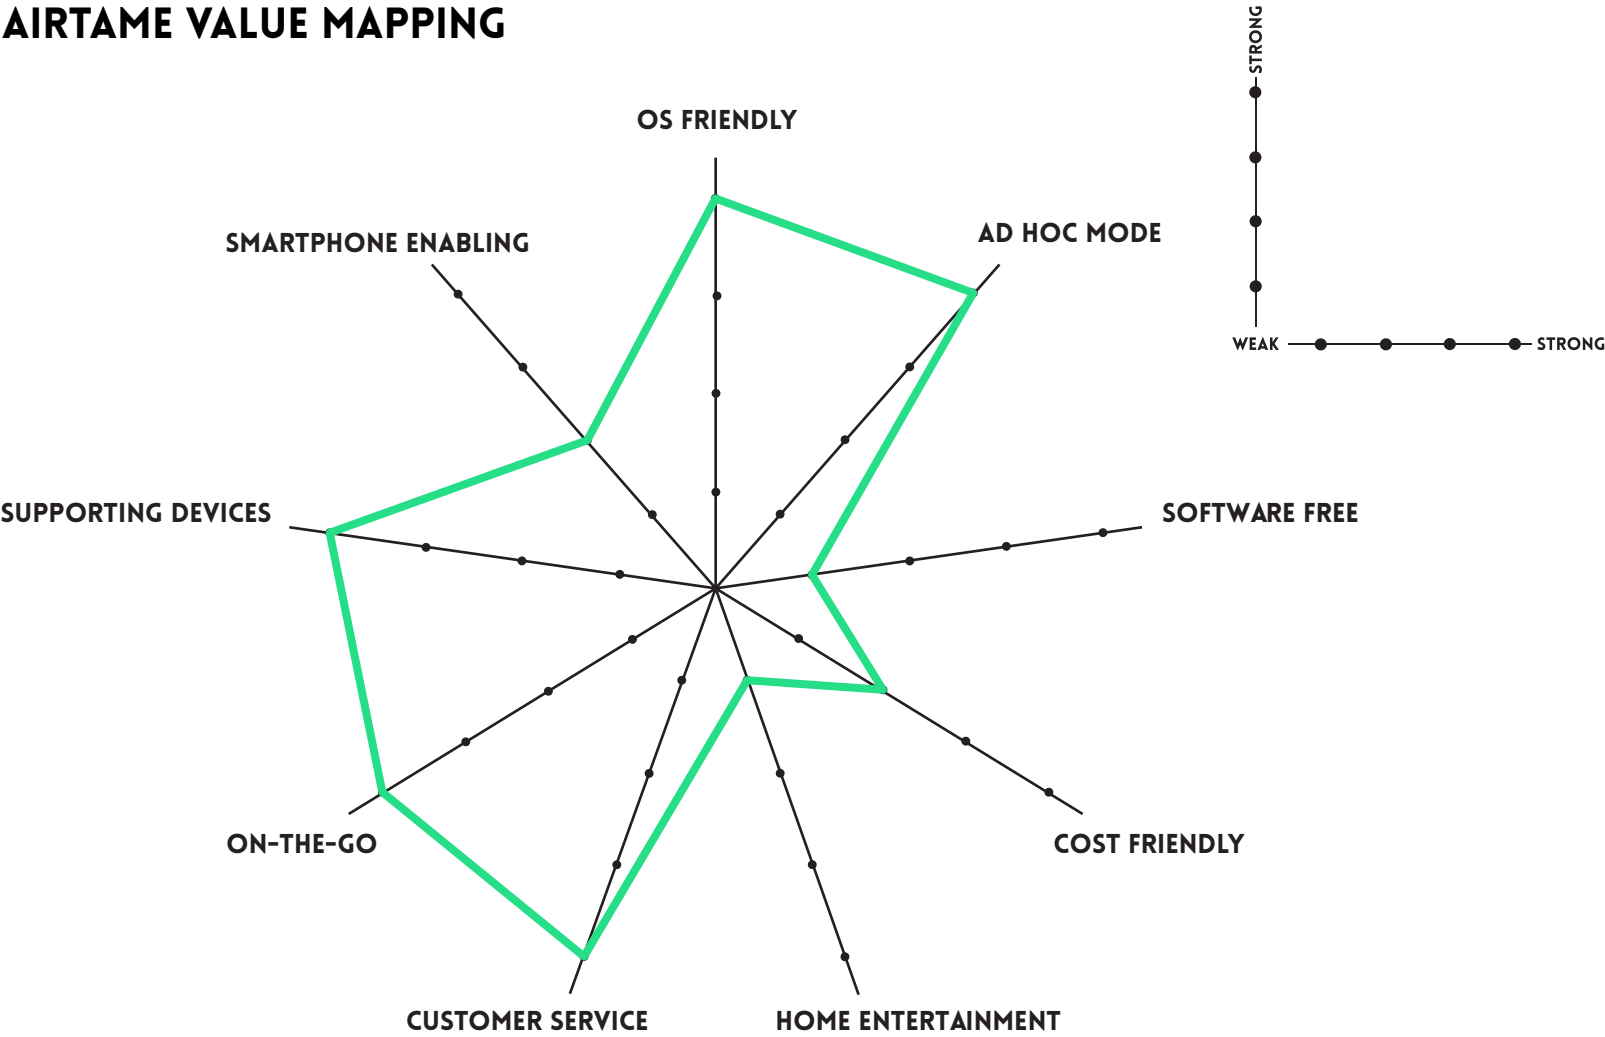 AIRTAME VALUE MAPPING
STRONG
OS FRIENDLY
SMARTPHONE ENABLING
AD HOC MODE
WEAK
STRONG
SUPPORTING DEVICES
SOFTWARE FREE
ON-THE-GO
COST FRIENDLY
CUSTOMER SERVICE
HOME ENTERTAINMENT